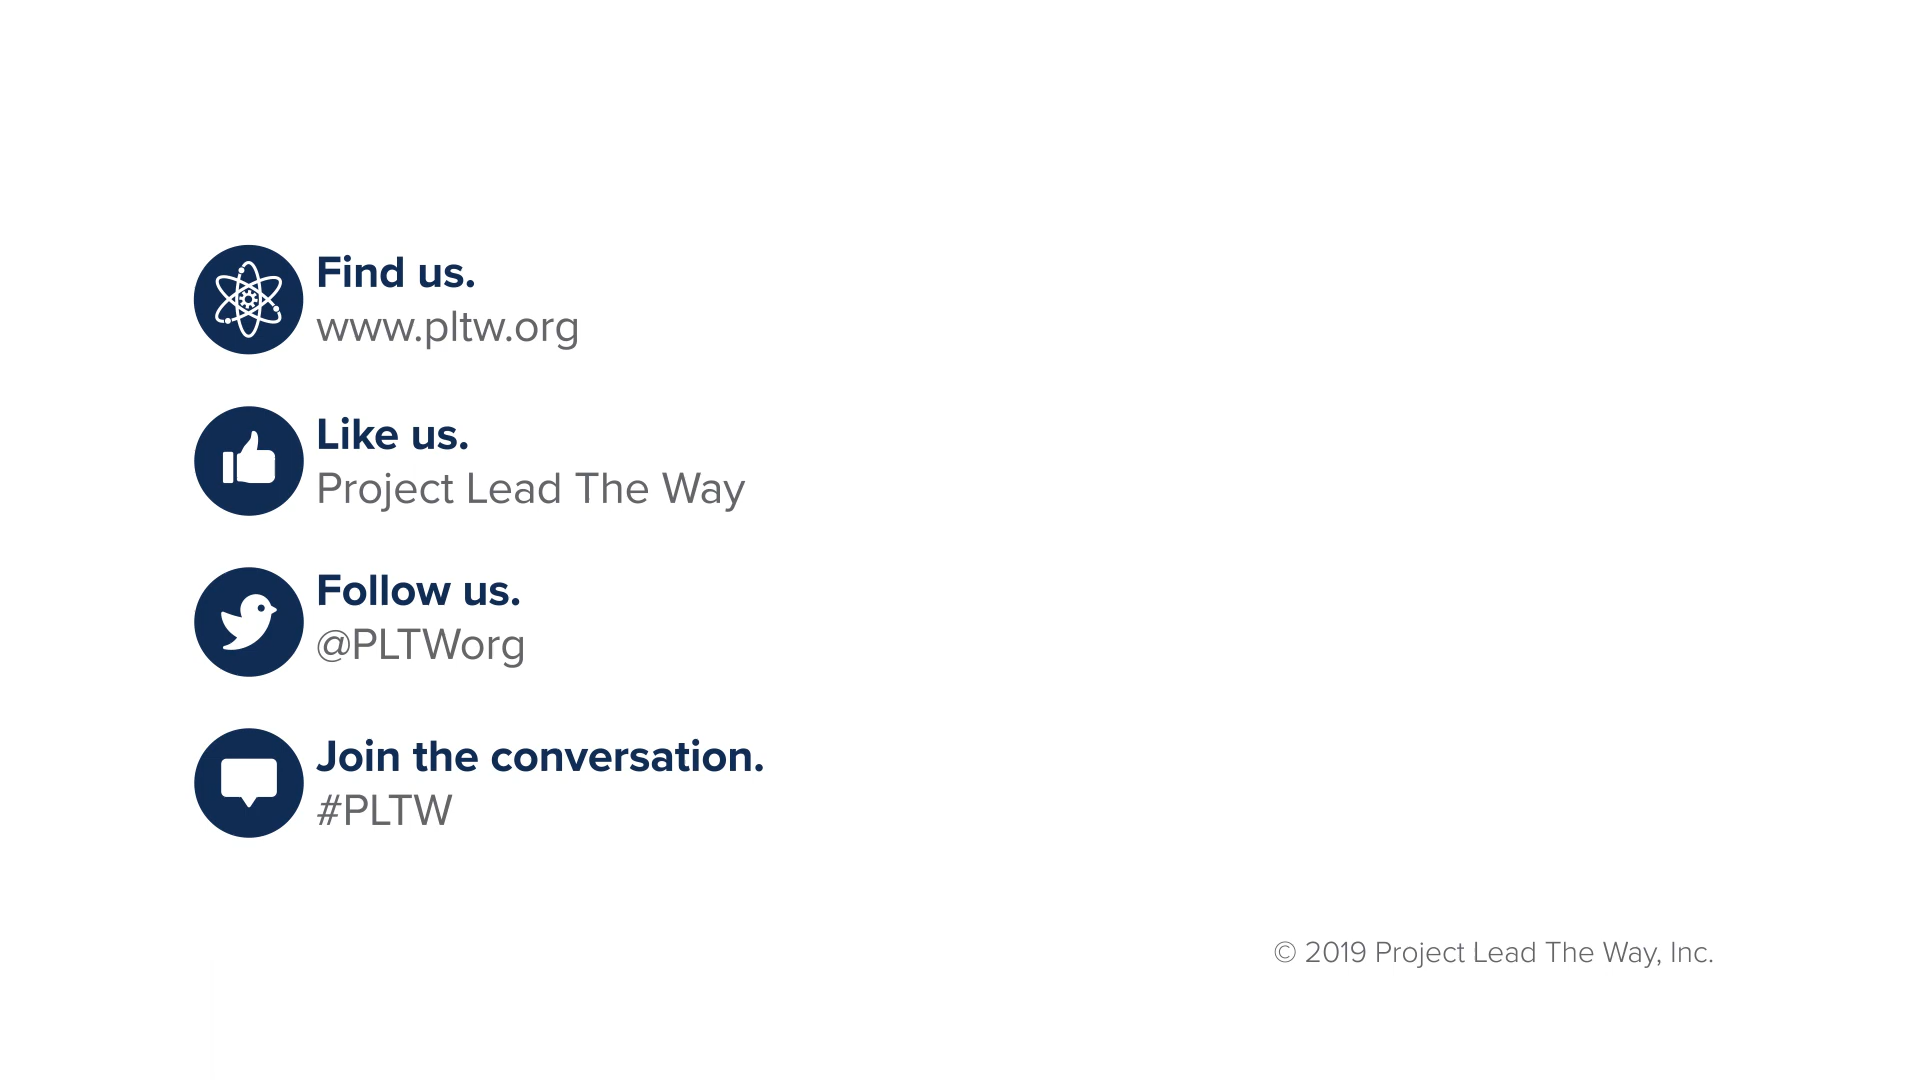 Find us.
www.pltw.org
Like us.
Project Lead The Way
Follow us.
@PLTWorg
Join the conversation.
#PLTW
© 2019 Project Lead The Way, Inc.